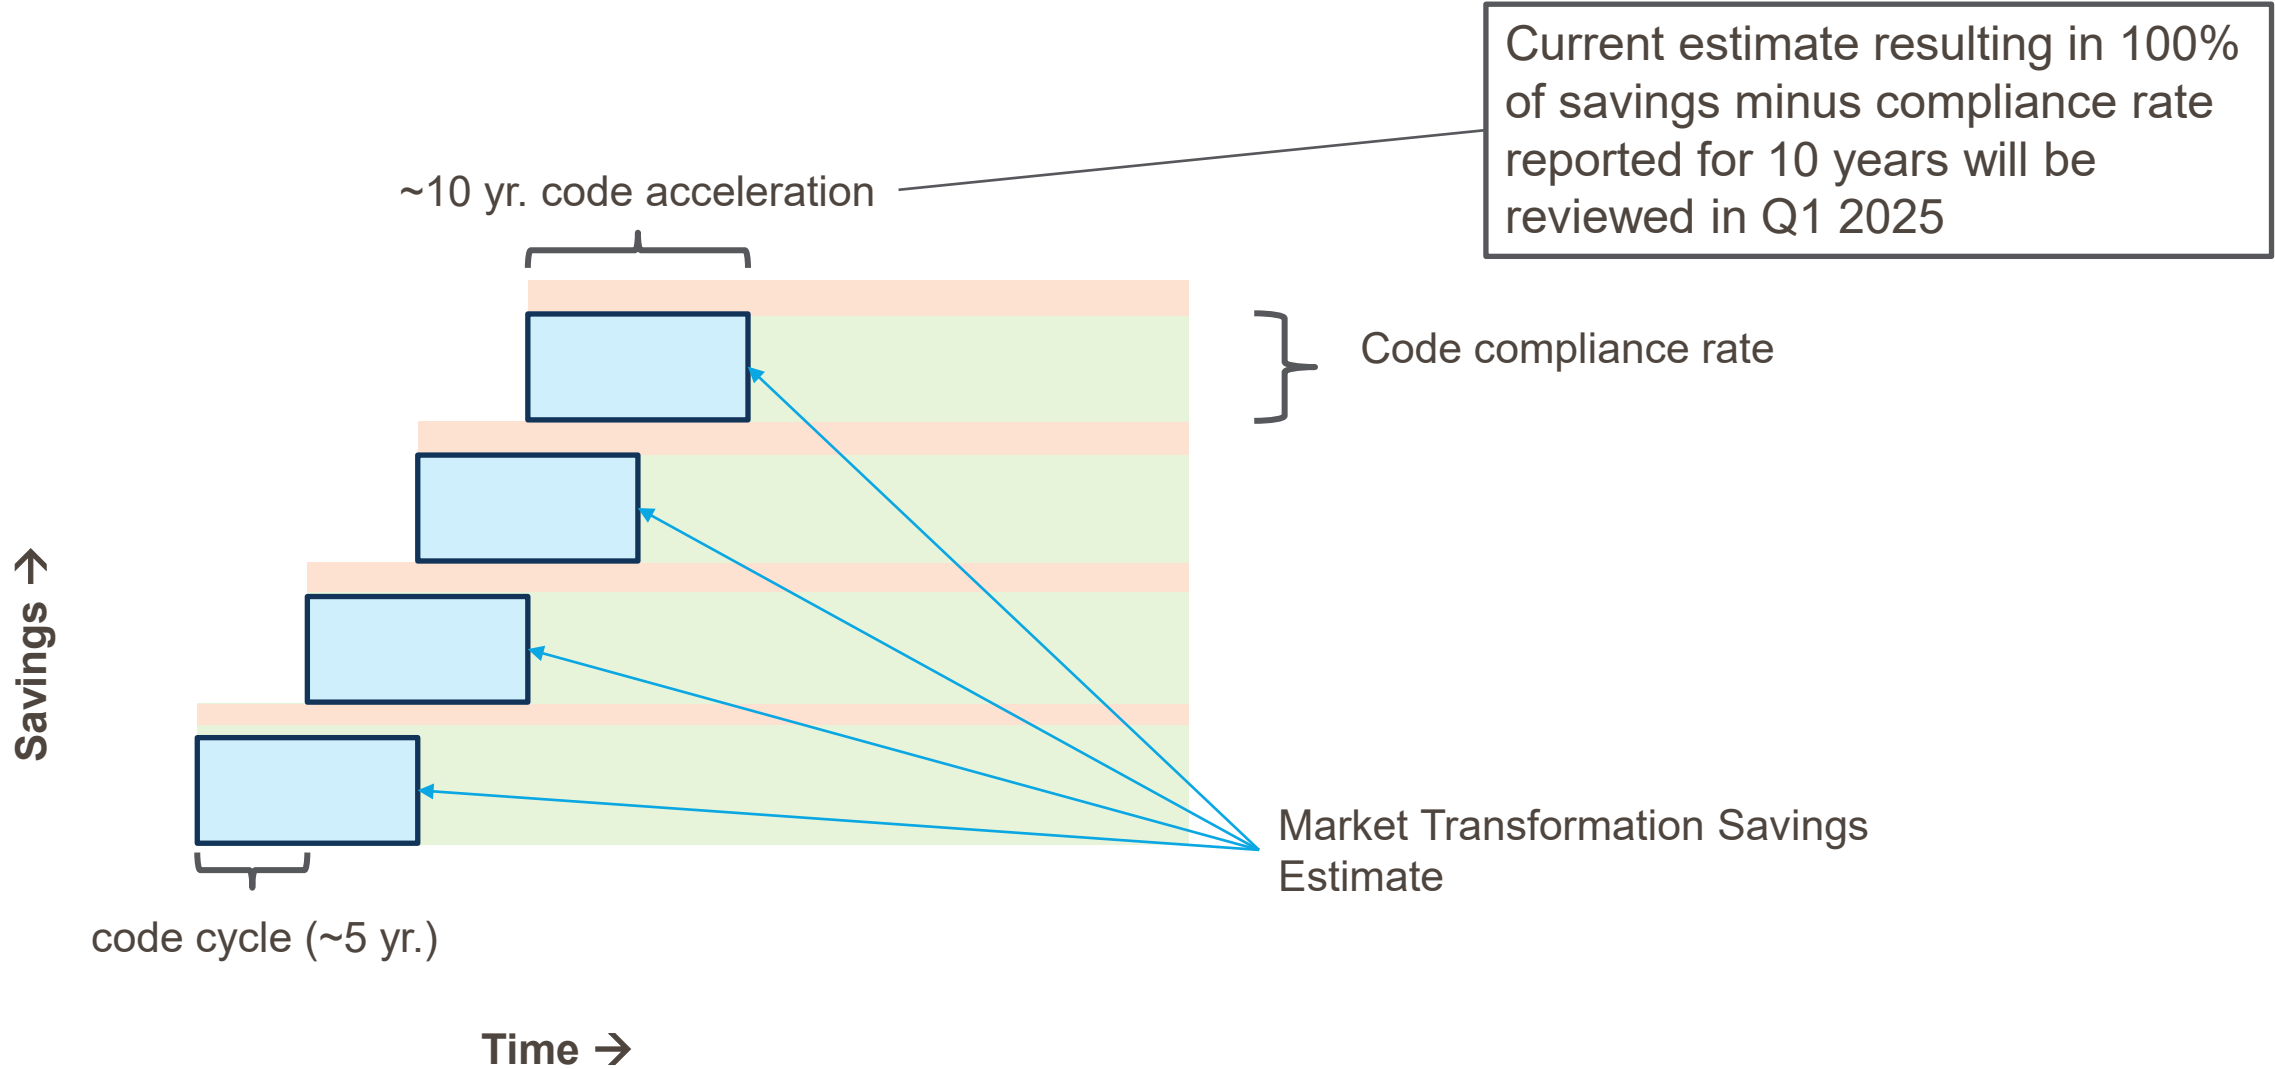 Current estimate resulting in 100%
of savings minus compliance rate
reported for 10 years will be
reviewed in Q1 2025
~10 yr. code acceleration
Code compliance rate
Savings →
Market Transformation Savings
Estimate
code cycle (~5 yr.)
Time →